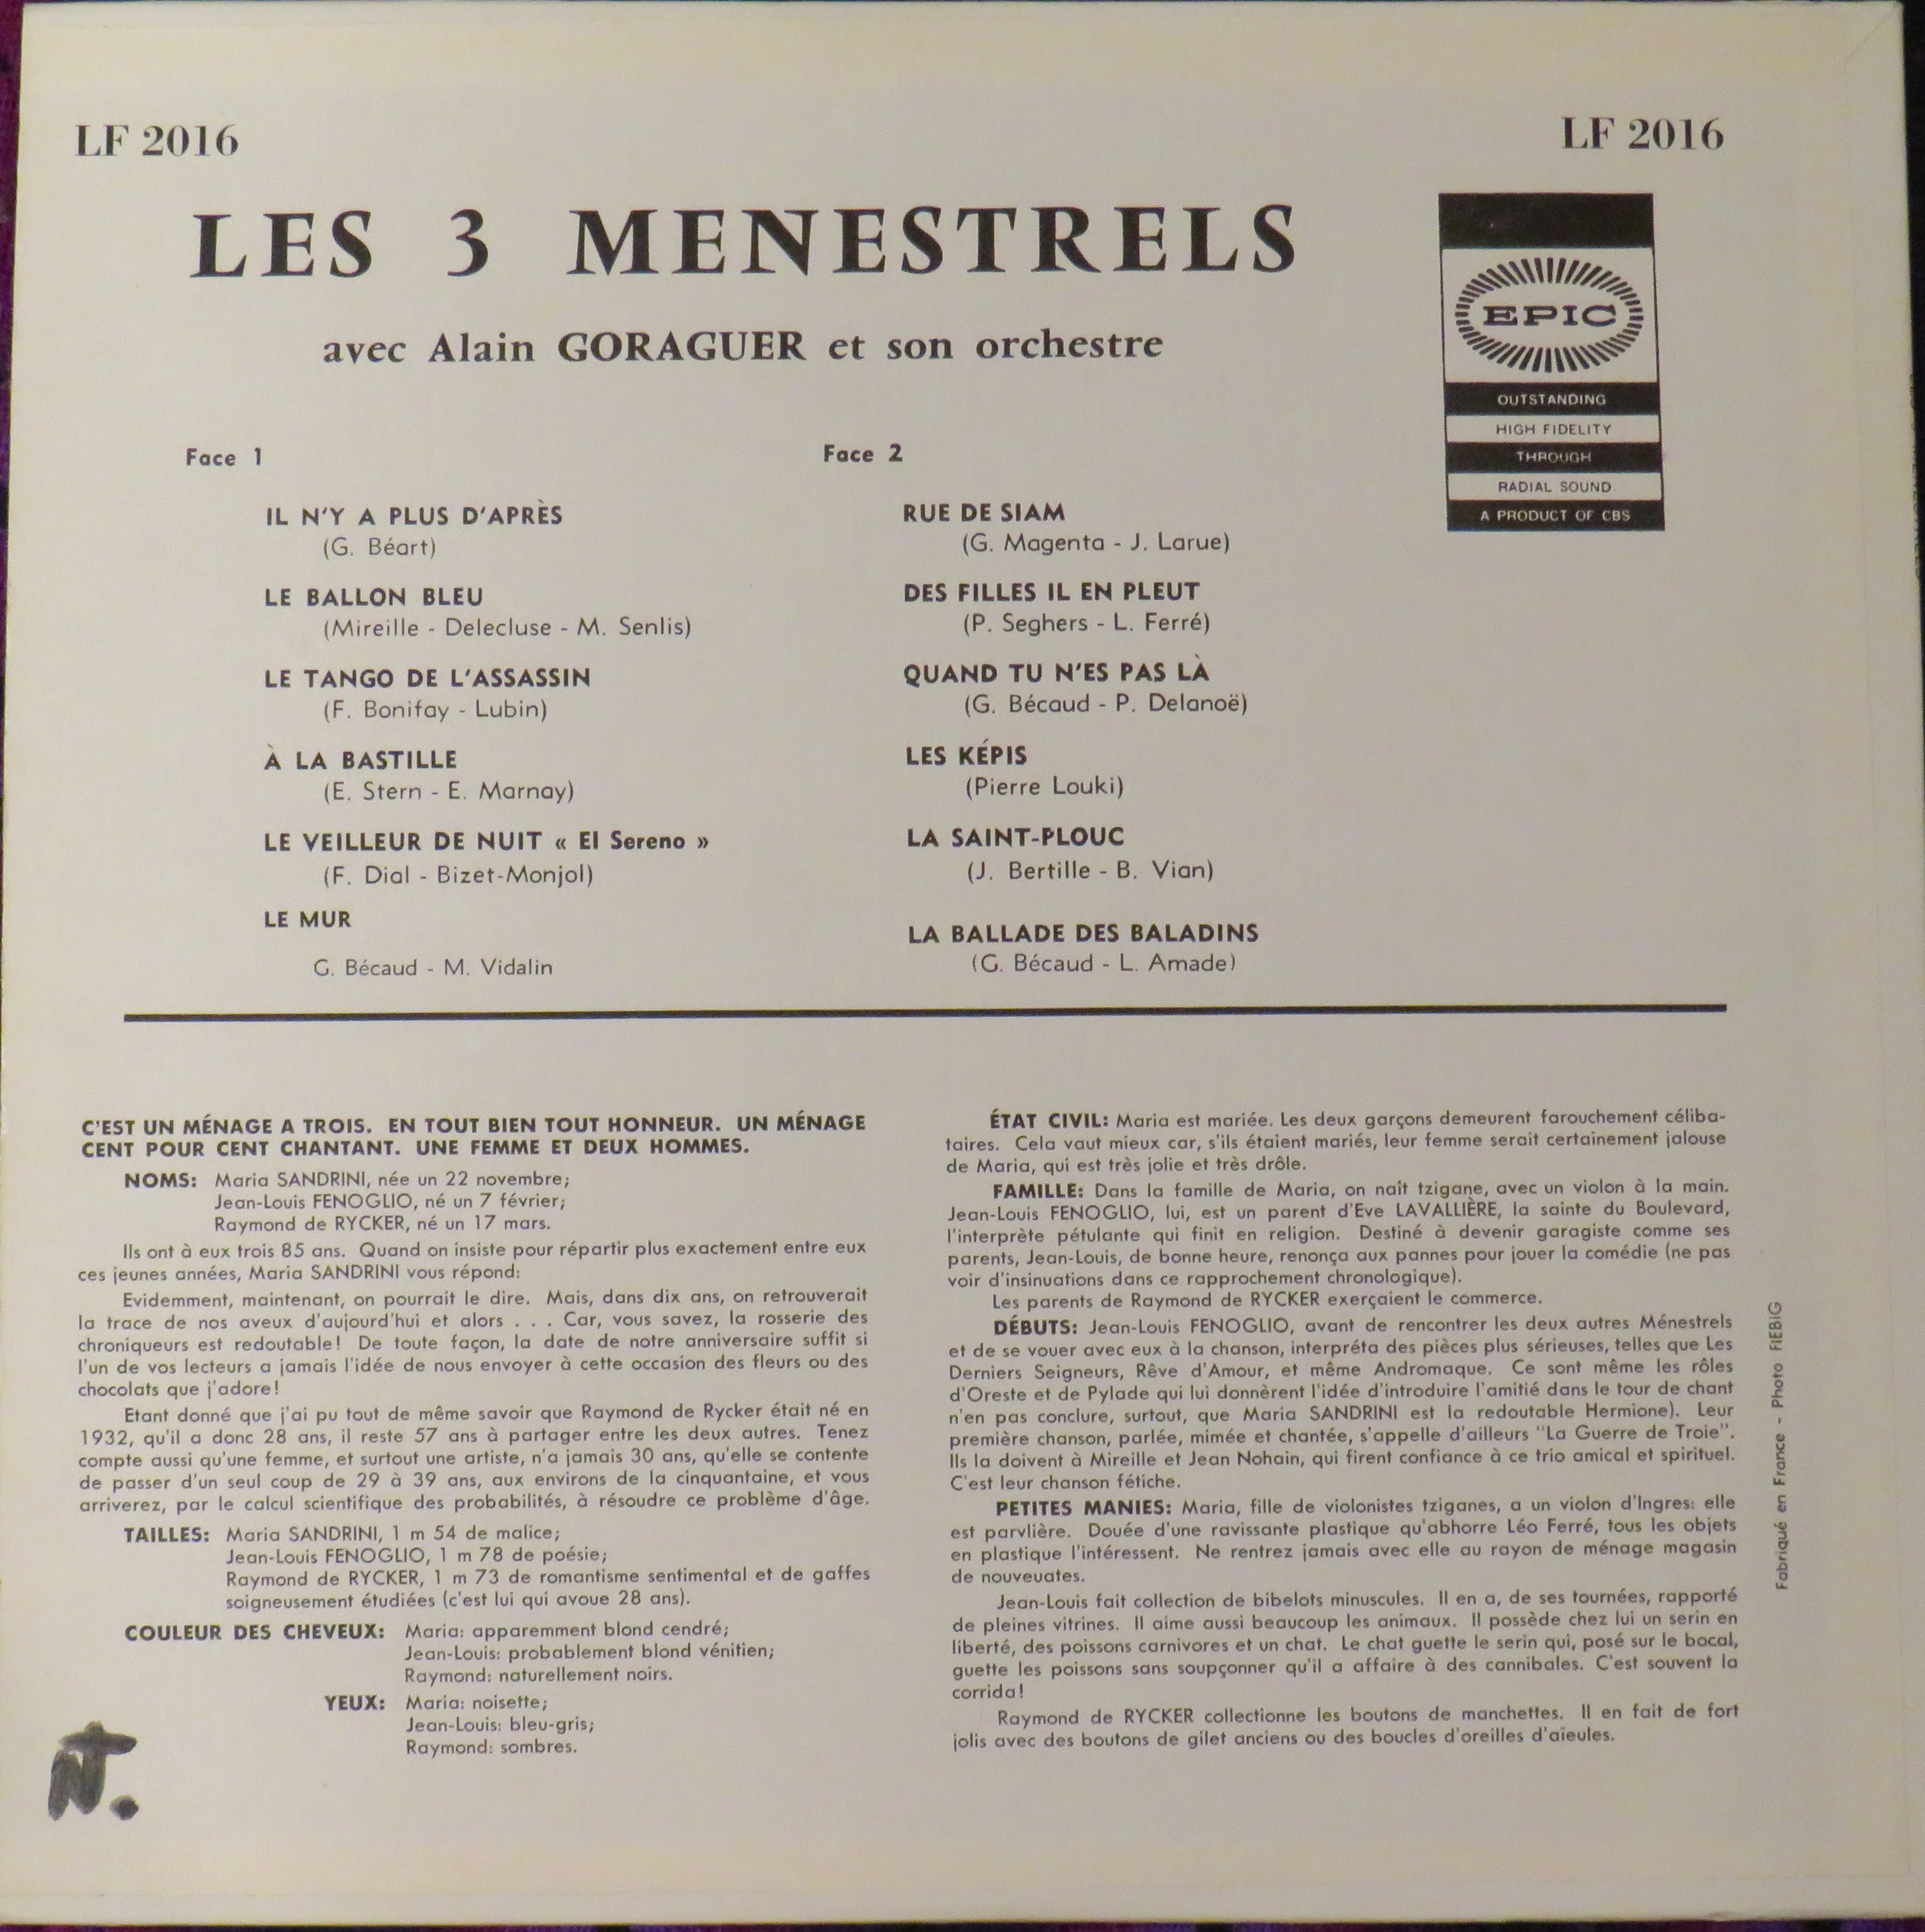 LF 2016
LF 2016
LES 3 MENESTRELS
avec Alain GORAGUER et son orchestre
EPIC
OUTSTANDING
HIGH FIDELITY
THROUGH
RADIAL SOUND
A PRODUCT OF CBS
Face 1
IL N'Y A PLUS D'APRÈS
(G. Béart)
LE BALLON BLEU
(Mireille - Delecluse - M. Senlis)
LE TANGO DE L'ASSASSIN
(F. Bonifay - Lubin)
À LA BASTILLE
(E. Stern - E. Marnay)
LE VEILLEUR DE NUIT « El Sereno »
(F. Dial - Bizet-Monjol)
LE MUR
G. Bécaud - M. Vidalin
Face 2
RUE DE SIAM
(G. Magenta - J. Larue)
DES FILLES IL EN PLEUT
(P. Seghers - L. Ferré)
QUAND TU N'ES PAS LÀ
(G. Bécaud - P. Delanoë)
LES KÉPIS
(Pierre Louki)
LA SAINT-PLOUC
(J. Bertille - B. Vian)
LA BALLADE DES BALADINS
(G. Bécaud - L. Amade)
C'EST UN MÉNAGE A TROIS. EN TOUT BIEN TOUT HONNEUR. UN MÉNAGE
CENT POUR CENT CHANTANT. UNE FEMME ET DEUX HOMMES.
NOMS: Maria SANDRINI, née un 22 novembre;
Jean-Louis FENOGLIO, né un 7 février;
Raymond de RYCKER, né un 17 mars.
Ils ont à eux trois 85 ans. Quand on insiste pour répartir plus exactement entre eux
ces jeunes années, Maria SANDRINI vous répond:
Evidemment, maintenant, on pourrait le dire. Mais, dans dix ans, on retrouverait
la trace de nos aveux d'aujourd'hui et alors . . . Car, vous savez, la rosserie des
chroniqueurs est redoutable! De toute façon, la date de notre anniversaire suffit si
l'un de vos lecteurs a jamais l'idée de nous envoyer à cette occasion des fleurs ou des
chocolats que j'adore!
Etant donné que j'ai pu tout de même savoir que Raymond de Rycker était né en
1932, qu'il a donc 28 ans, il reste 57 ans à partager entre les deux autres. Tenez
compte aussi qu'une femme, et surtout une artiste, n'a jamais 30 ans, qu'elle se contente
de passer d'un seul coup de 29 à 39 ans, aux environs de la cinquantaine, et vous
arriverez, par le calcul scientifique des probabilités, à résoudre ce problème d'âge.
TAILLES: Maria SANDRINI, 1 m 54 de malice;
Jean-Louis FENOGLIO, 1 m 78 de poésie;
Raymond de RYCKER, 1 m 73 de romantisme sentimental et de gaffes
soigneusement étudiées (c'est lui qui avoue 28 ans).
COULEUR DES CHEVEUX: Maria: apparemment blond cendré;
Jean-Louis: probablement blond vénitien;
Raymond: naturellement noirs.
YEUX: Maria: noisette;
Jean-Louis: bleu-gris;
Raymond: sombres.
NT.
ÉTAT CIVIL: Maria est mariée. Les deux garçons demeurent farouchement céliba-
taires. Cela vaut mieux car, s'ils étaient mariés, leur femme serait certainement jalouse
de Maria, qui est très jolie et très drôle.
FAMILLE: Dans la famille de Maria, on naît tzigane, avec un violon à la main.
Jean-Louis FENOGLIO, lui, est un parent d'Eve LAVALLIÈRE, la sainte du Boulevard,
l'interprète pétulante qui finit en religion. Destiné à devenir garagiste comme ses
parents, Jean-Louis, de bonne heure, renonça aux pannes pour jouer la comédie (ne pas
voir d'insinuations dans ce rapprochement chronologique).
Les parents de Raymond de RYCKER exerçaient le commerce.
DÉBUTS: Jean-Louis FENOGLIO, avant de rencontrer les deux autres Ménestrels
et de se vouer avec eux à la chanson, interpréta des pièces plus sérieuses, telles que Les
Derniers Seigneurs, Rêve d'Amour, et même Andromaque. Ce sont même les rôles
d'Oreste et de Pylade qui lui donnèrent l'idée d'introduire l'amitié dans le tour de chant
n'en pas conclure, surtout, que Maria SANDRINI est la redoutable Hermione). Leur
première chanson, parlée, mimée et chantée, s'appelle d'ailleurs "La Guerre de Troie".
Ils la doivent à Mireille et Jean Nohain, qui firent confiance à ce trio amical et spirituel.
C'est leur chanson fétiche.
PETITES MANIES: Maria, fille de violonistes tziganes, a un violon d'Ingres: elle
est parvlière. Douée d'une ravissante plastique qu'abhorre Léo Ferré, tous les objets
en plastique l'intéressent. Ne rentrez jamais avec elle au rayon de ménage magasin
de nouveuates.
Jean-Louis fait collection de bibelots minuscules. Il en a, de ses tournées, rapporté
de pleines vitrines. Il aime aussi beaucoup les animaux. Il possède chez lui un serin en
liberté, des poissons carnivores et un chat. Le chat guette le serin qui, posé sur le bocal,
guette les poissons sans soupçonner qu'il a affaire à des cannibales. C'est souvent la
corrida!
Raymond de RYCKER collectionne les boutons de manchettes. Il en fait de fort
jolis avec des boutons de gilet anciens ou des boucles d'oreilles d'aïeules.
Fabriqué en France - Photo FIEBIG